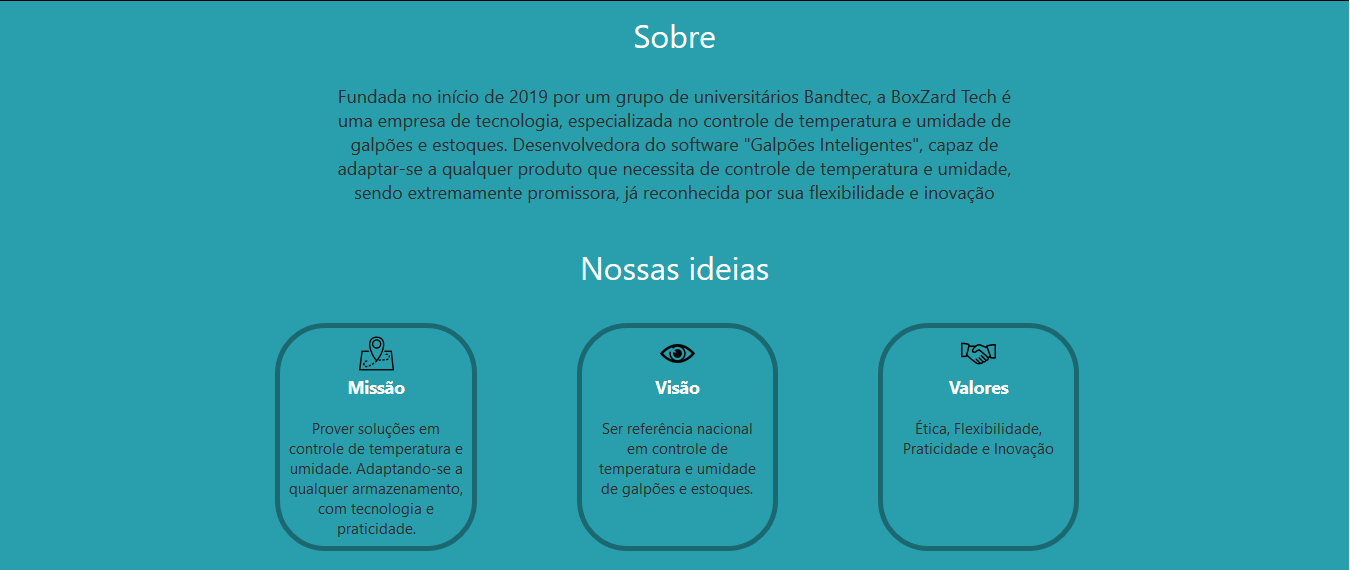 Sobre
Fundada no início de 2019 por um grupo de universitários Bandtec, a BoxZard Tech é
uma empresa de tecnologia, especializada no controle de temperatura e umidade de
galpões e estoques. Desenvolvedora do software "Galpões Inteligentes", capaz de
adaptar-se a qualquer produto que necessita de controle de temperatura e umidade,
sendo extremamente promissora, já reconhecida por sua flexibilidade e inovação
Nossas ideias
Missão
Prover soluções em
controle de temperatura e
umidade. Adaptando-se a
qualquer armazenamento,
com tecnologia e
praticidade.
Visão
Ser referência nacional
em controle de
temperatura e umidade
de galpões e estoques.
Valores
Ética, Flexibilidade,
Praticidade e Inovação